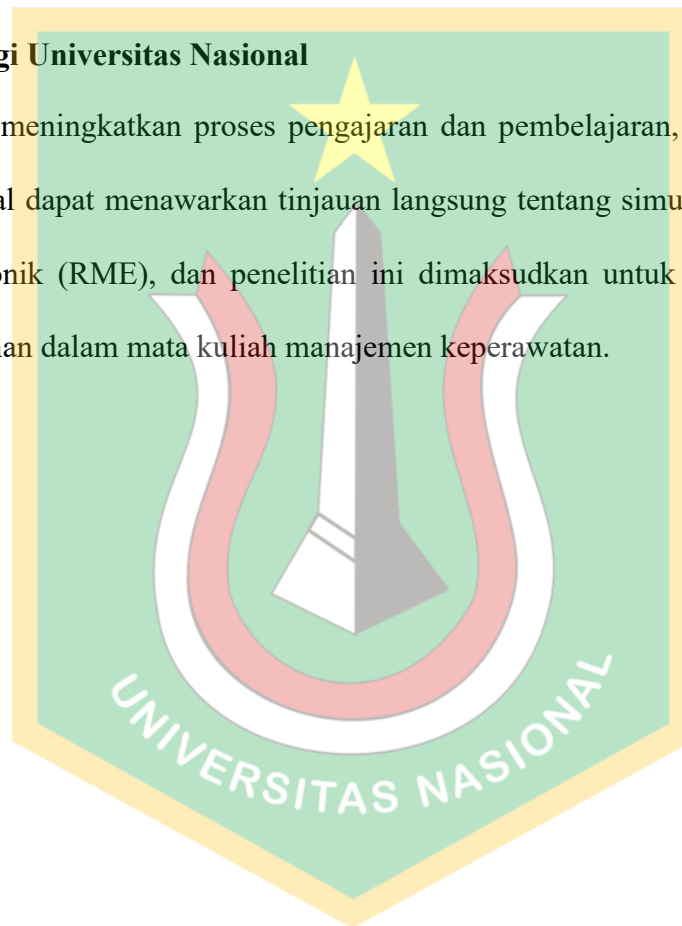 gi Universitas Nasional
meningkatkan proses pengajaran dan pembelajaran,
al dapat menawarkan tinjauan langsung tentang simu
onik (RME), dan penelitian ini dimaksudkan untuk
an dalam mata kuliah manajemen keperawatan.
UNIVERSITAS NASIONAL